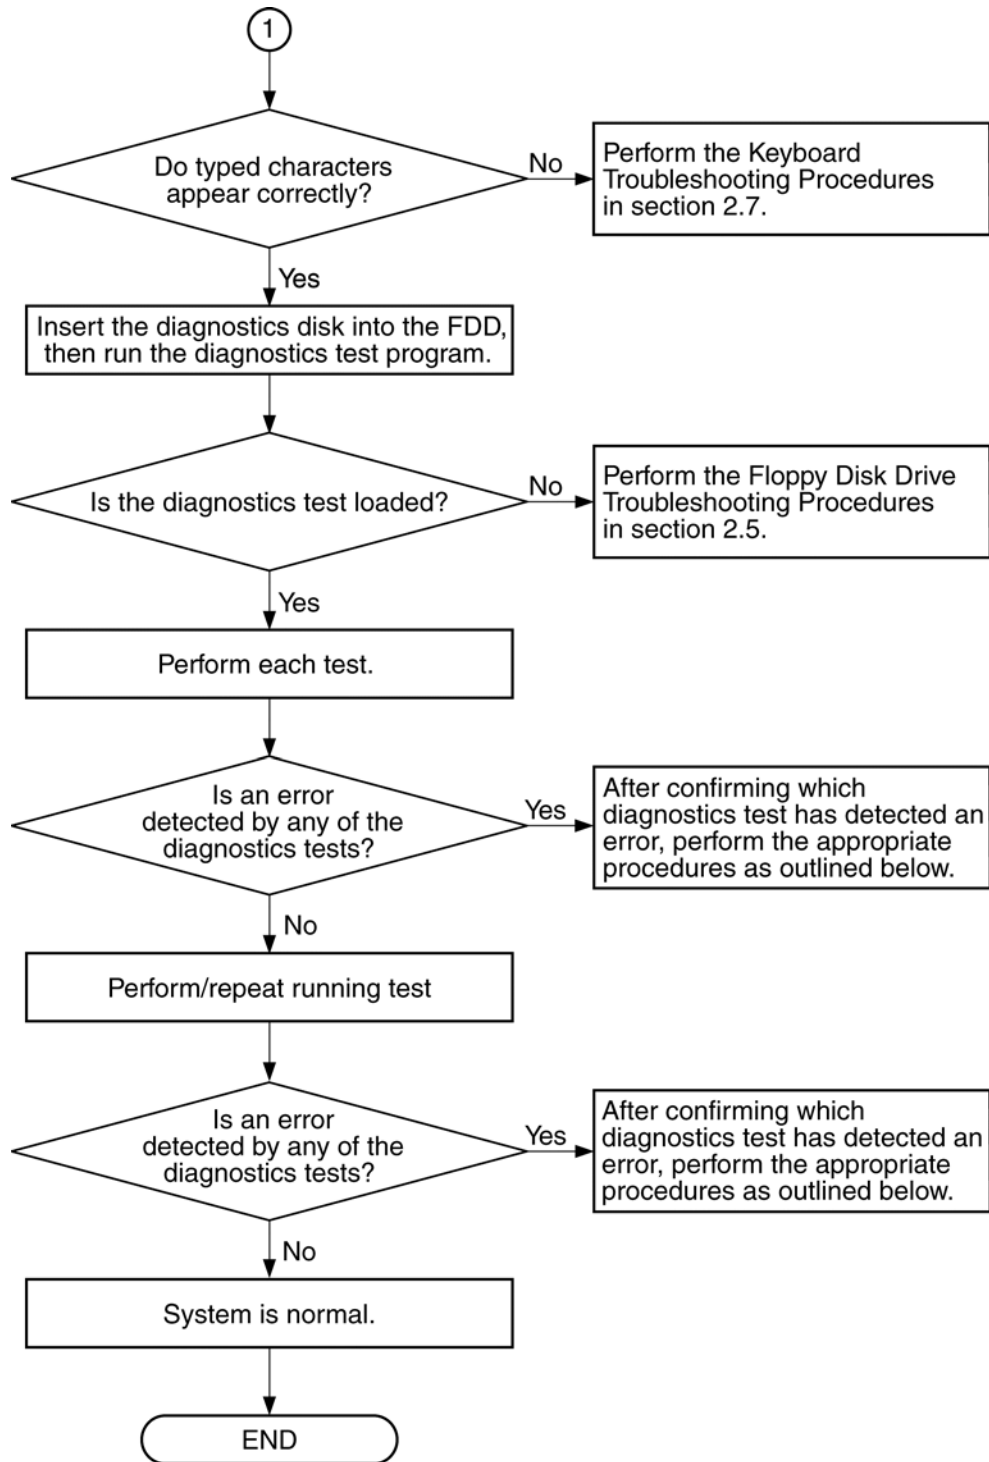 1
Do typed characters
appear correctly?
No
Perform the Keyboard
Troubleshooting Procedures
in section 2.7.
Yes
Insert the diagnostics disk into the FDD,
then run the diagnostics test program.
Is the diagnostics test loaded?
No
Perform the Floppy Disk Drive
Troubleshooting Procedures
in section 2.5.
Yes
Perform each test.
Is an error
detected by any of the
diagnostics tests?
Yes
After confirming which
diagnostics test has detected an
error, perform the appropriate
procedures as outlined below.
No
Perform/repeat running test
Is an error
detected by any of the
diagnostics tests?
Yes
After confirming which
diagnostics test has detected an
error, perform the appropriate
procedures as outlined below.
No
System is normal.
END